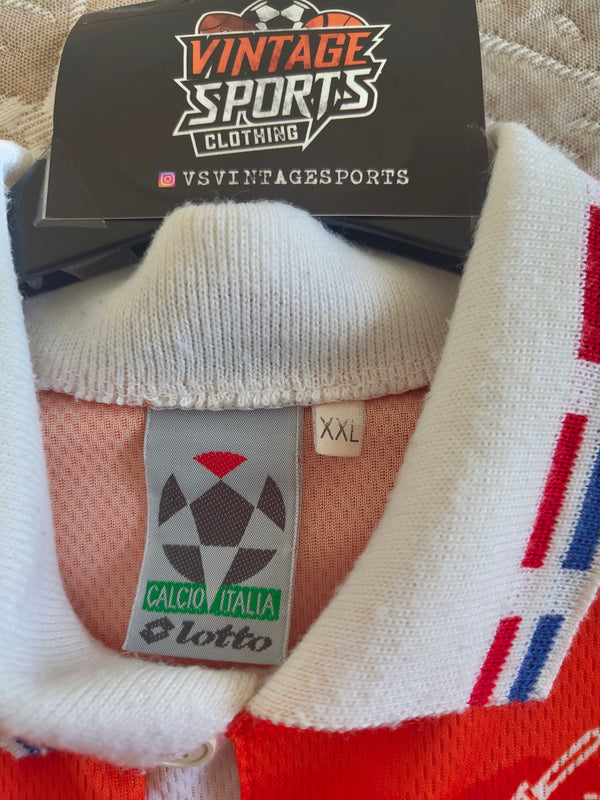 VINTAGE
SPORTS
CLOTHING
VSVINTAGESPORTS
XXL
CALCIO ITALIA
lotto